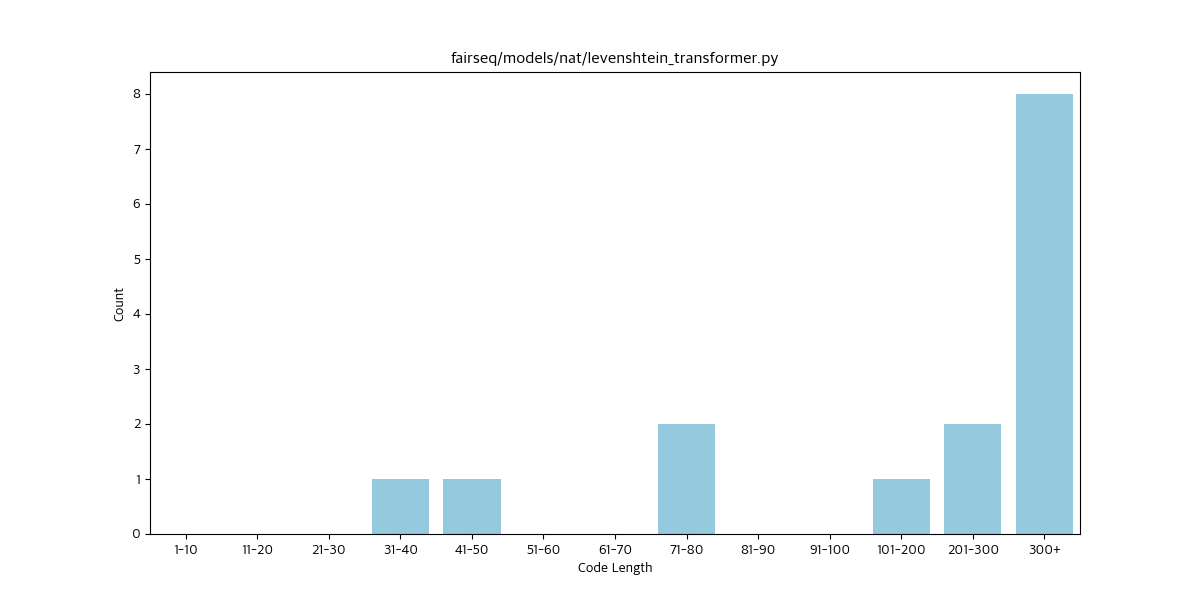 fairseq/models/nat/levenshtein_transformer.py
8
7
6
5
4
3
2
1
0
Count
1-10 11-20 21-30 31-40 41-50 51-60 61-70 71-80 81-90 91-100 101-200 201-300 300+
Code Length